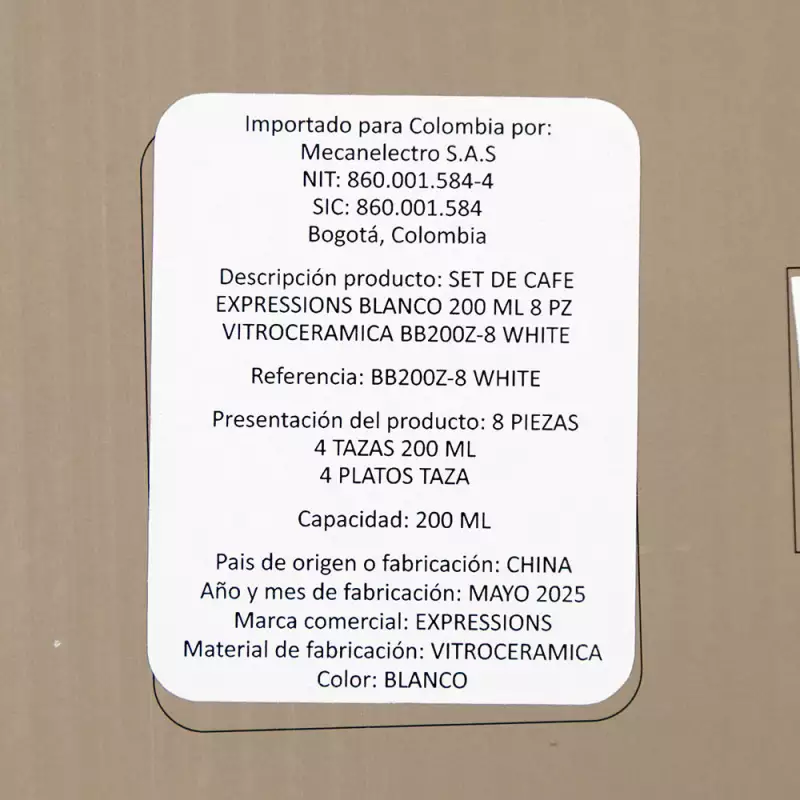 Importado para Colombia por:
Mecanelectro S.A.S
NIT: 860.001.584-4
SIC: 860.001.584
Bogotá, Colombia
Descripción producto: SET DE CAFE
EXPRESSIONS BLANCO 200 ML 8 PZ
VITROCERAMICA BB200Z-8 WHITE
Referencia: BB200Z-8 WHITE
Presentación del producto: 8 PIEZAS
4 TAZAS 200 ML
4 PLATOS TAZA
Capacidad: 200 ML
Pais de origen o fabricación: CHINA
Año y mes de fabricación: MAYO 2025
Marca comercial: EXPRESSIONS
Material de fabricación: VITROCERAMICA
Color: BLANCO